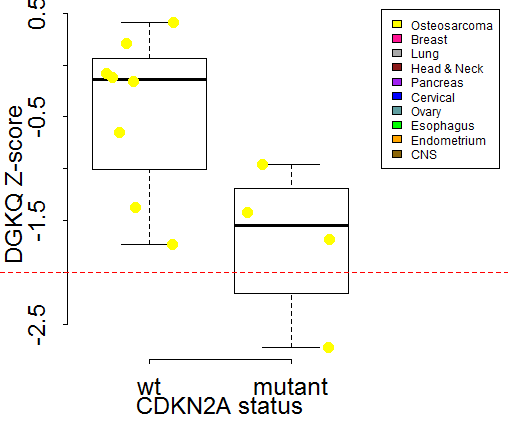 0.5
-0.5
-1.5
-2.5
DGKQ Z-score
Osteosarcoma
Breast
Lung
Head & Neck
Pancreas
Cervical
Ovary
Esophagus
Endometrium
CNS
wt
mutant
CDKN2A status